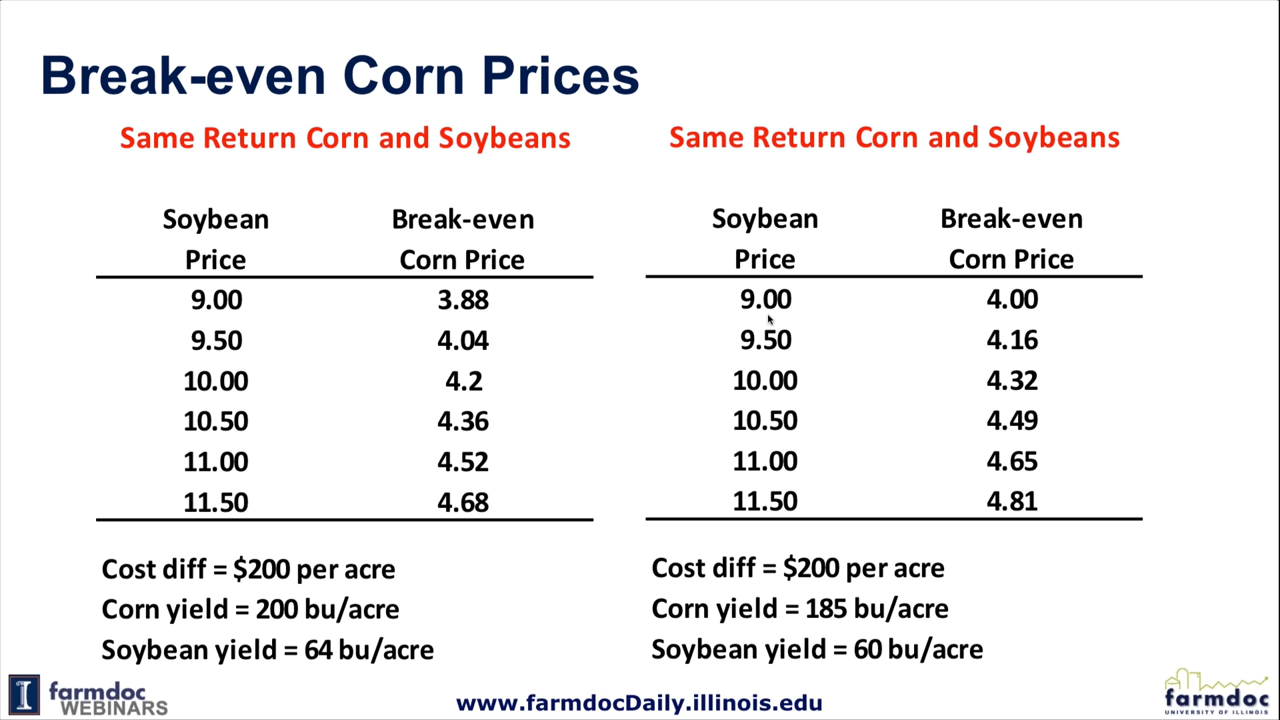 Break-even Corn Prices
Same Return Corn and Soybeans
Soybean Break-even
Price Corn Price
9.00 3.88
9.50 4.04
10.00 4.2
10.50 4.36
11.00 4.52
11.50 4.68
Cost diff = $200 per acre
Corn yield = 200 bu/acre
Soybean yield = 64 bu/acre
Same Return Corn and Soybeans
Soybean Break-even
Price Corn Price
9.00 4.00
9.50 4.16
10.00 4.32
10.50 4.49
11.00 4.65
11.50 4.81
Cost diff = $200 per acre
Corn yield = 185 bu/acre
Soybean yield = 60 bu/acre
I farmdoc
WEBINARS
www.farmdocDaily.illinois.edu
farmdoc
UNIVERSITY OF ILLINOIS